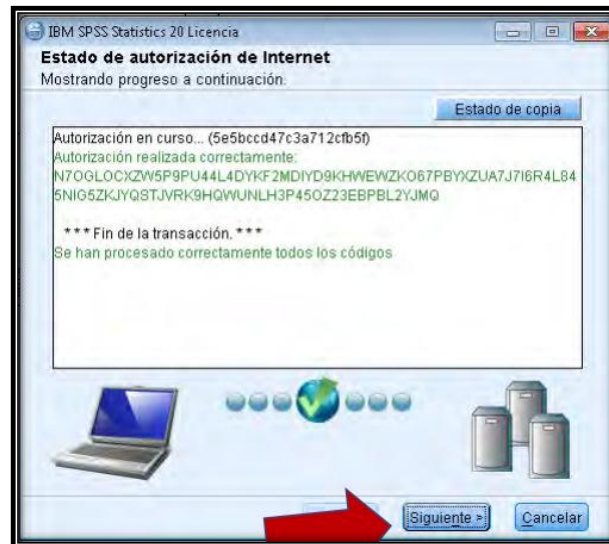 IBM SPSS Statistics 20 Licencia
Estado de autorización de Internet
Mostrando progreso a continuación.
Estado de copia
Autorización en curso... (5e5bccd47c3a712cfb5f)
Autorización realizada correctamente:
N7OGLOCXZW5P9PU44L4DYKF2MDIYD9KHWEWZKO67PBYXZUA7J7I6R4L84
5NIG5ZKJYQSTJVRK9HQWUNLH3P45OZ23EBPBL2YJMQ
*** Fin de la transacción. ***
Se han procesado correctamente todos los códigos
Siguiente >
Cancelar